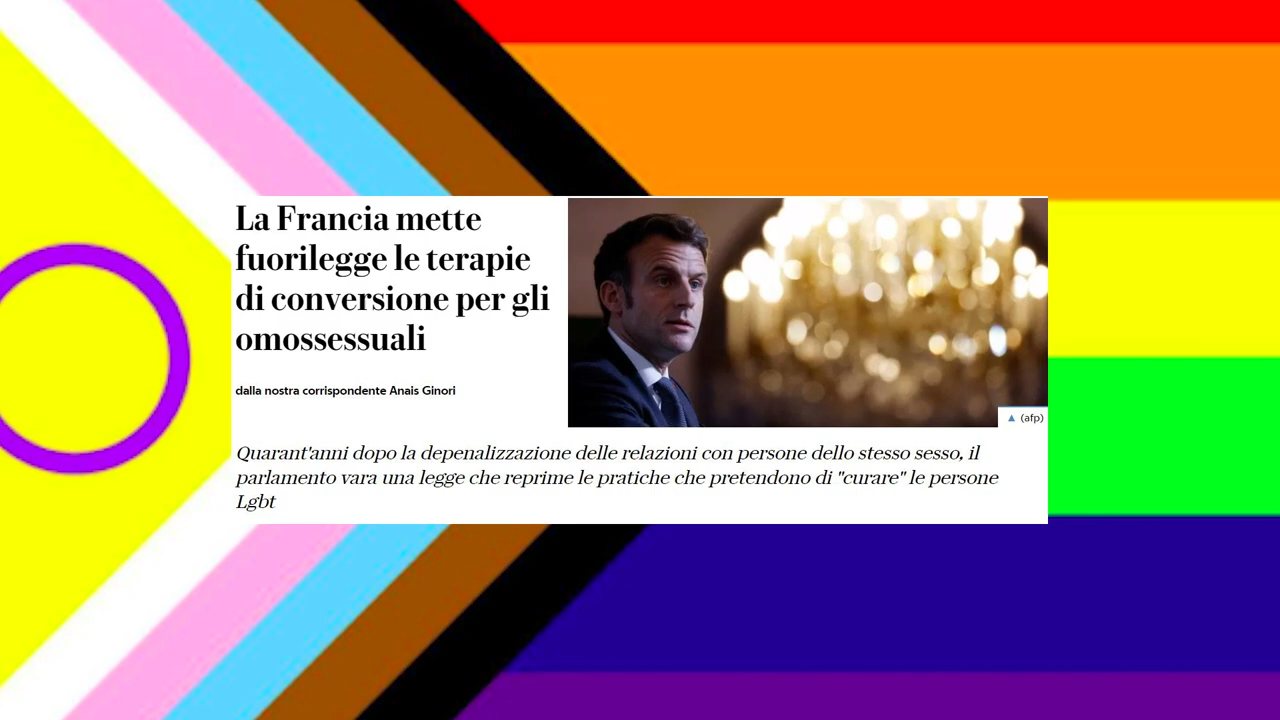 La Francia mette
fuorilegge le terapie
di conversione per gli
omossessuali
dalla nostra corrispondente Anais Ginori
▲ (afp)
Quarant'anni dopo la depenalizzazione delle relazioni con persone dello stesso sesso, il
parlamento vara una legge che reprime le pratiche che pretendono di "curare" le persone
Lgbt